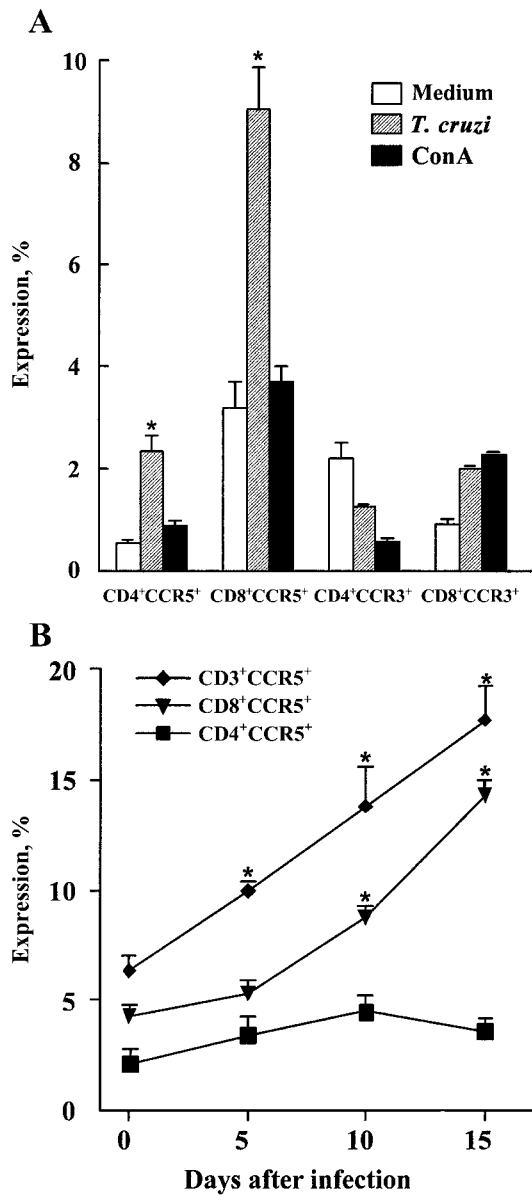 A
10
8
6
4
2
0
Expression, %
*
*
Medium
T. cruzi
ConA
CD4+CCR5+ CD8+CCR5+ CD4+CCR3+ CD8+CCR3+
B
20
15
10
5
0
Expression, %
CD3+CCR5+
CD8+CCR5+
CD4+CCR5+
*
*
*
*
*
0 5 10 15
Days after infection